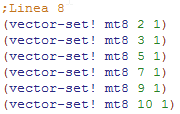 ;Linea 8
(vector-set! mt8 2 1)
(vector-set! mt8 3 1)
(vector-set! mt8 5 1)
(vector-set! mt8 7 1)
(vector-set! mt8 9 1)
(vector-set! mt8 10 1)